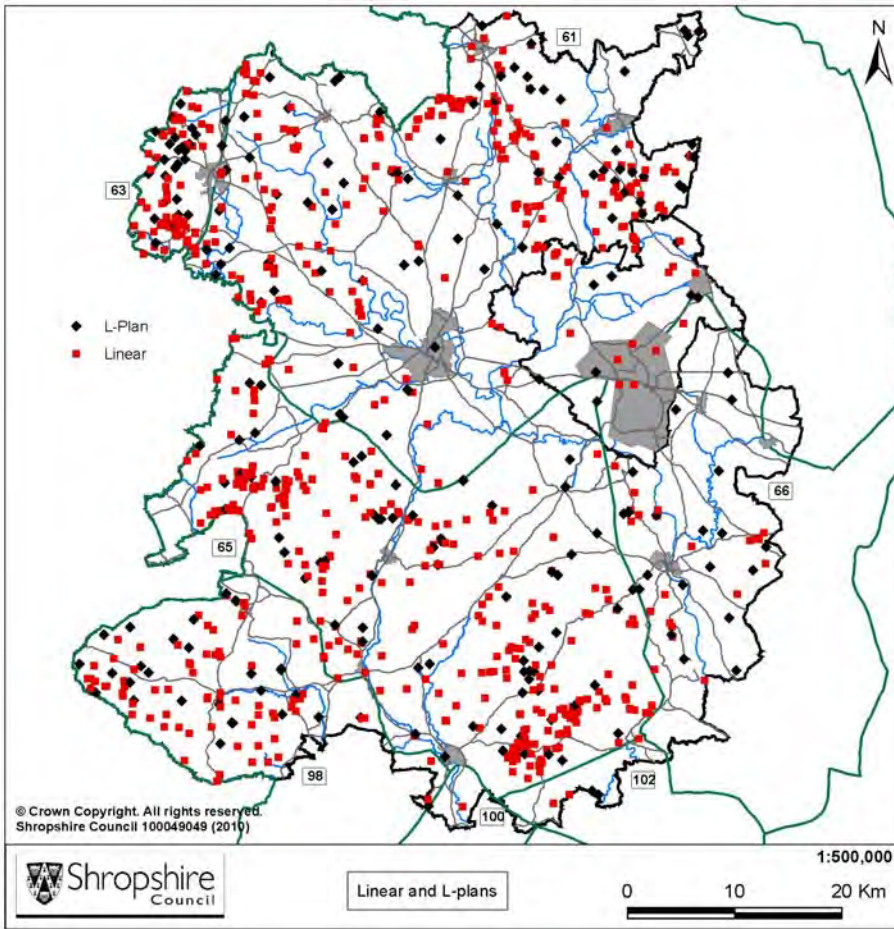 61
N
63
L-Plan
Linear
66
65
98
102
100
© Crown Copyright. All rights reserved.
Shropshire Council 100049049 (2010)
1:500,000
Shropshire
Council
Linear and L-plans
0 10 20 Km